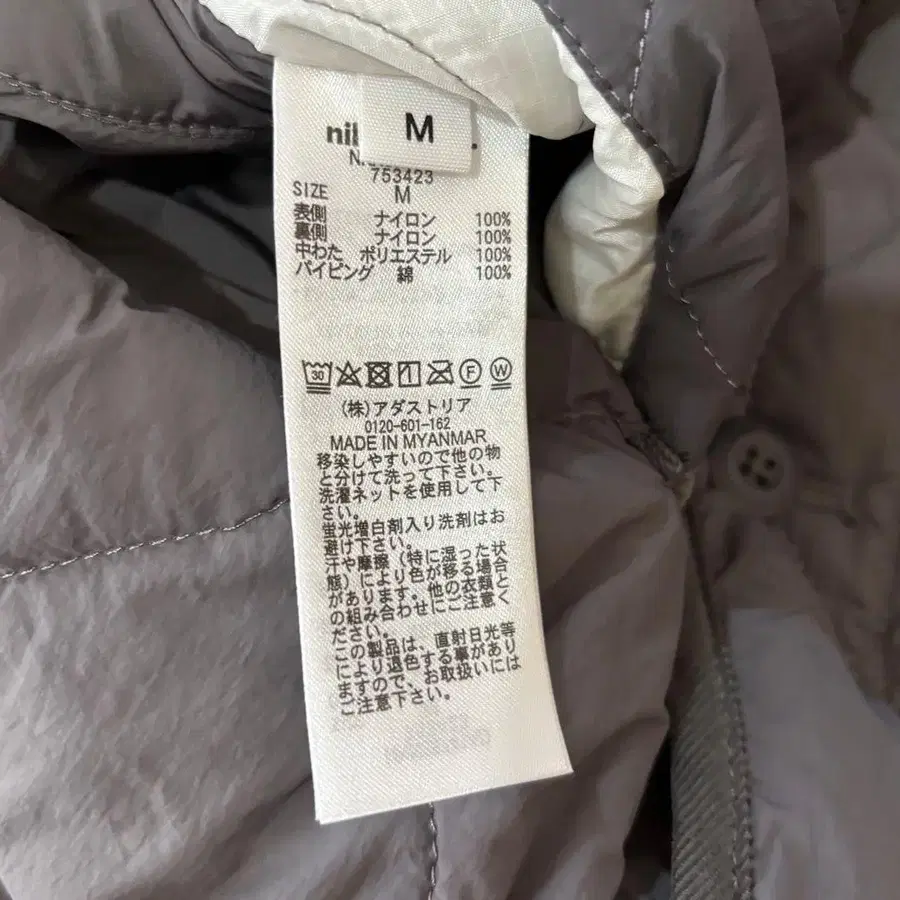 M
753423
SIZE M
表側 ナイロン 100%
裏側 ナイロン 100%
中わた ポリエステル 100%
パイピング 綿 100%
30 F W
(株)アダストリア
0120-601-162
MADE IN MYANMAR
移染しやすいので他の物
と分けて洗って下さい。
洗濯ネットを使用して下
さい。
蛍光増白剤入り洗剤はお
避け下さい。
汗や摩擦(特に湿った状
態)により色が移る場合
があります。他の衣類と
の組み合わせにご注意く
ださい。
この製品は、直射日光等
により退色する事があり
ますので、お取扱いには
ご注意下さい。